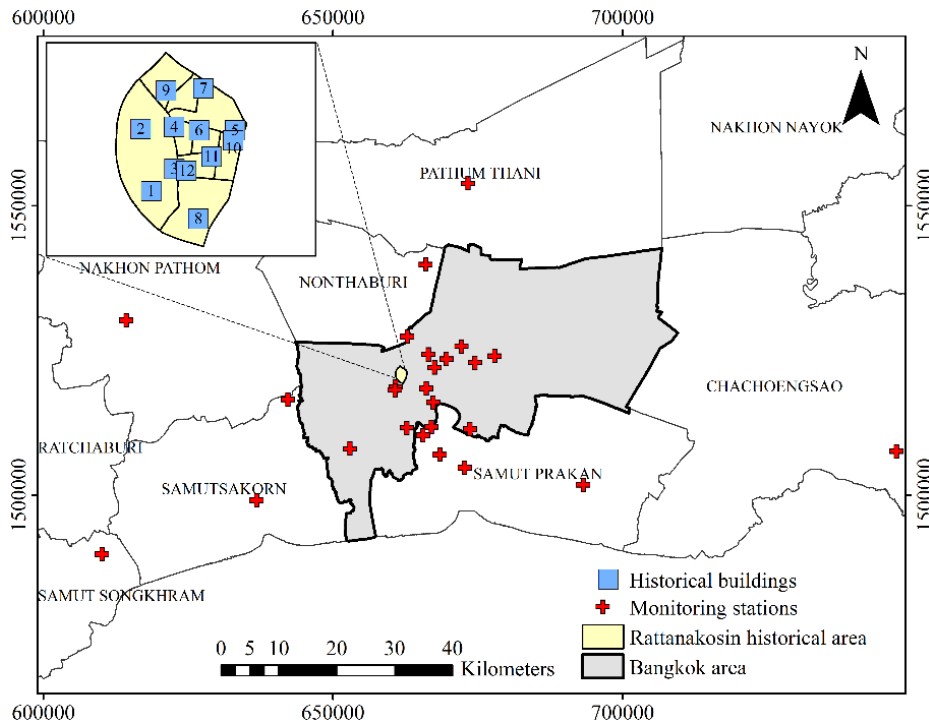 600000 650000 700000
N
9 7
2 4 6 5
10
11
3 12
1
8
NAKHON NAYOK
PATHUM THANI
1550000 1550000
NAKHON PATHOM
NONTHABURI
CHACHOENGSAO
RATCHABURI
SAMUT PRAKAN
SAMUTSAKORN
1500000 1500000
SAMUT SONGKHRAM
Historical buildings
Monitoring stations
Rattanakosin historical area
Bangkok area
0 5 10 20 30 40
Kilometers
600000 650000 700000